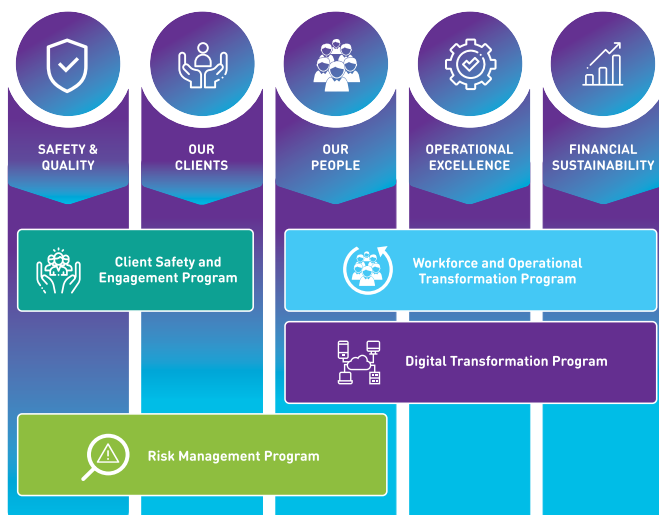 SAFETY &
QUALITY
OUR
CLIENTS
OUR
PEOPLE
OPERATIONAL
EXCELLENCE
FINANCIAL
SUSTAINABILITY
Client Safety and
Engagement Program
Workforce and Operational
Transformation Program
Digital Transformation Program
Risk Management Program